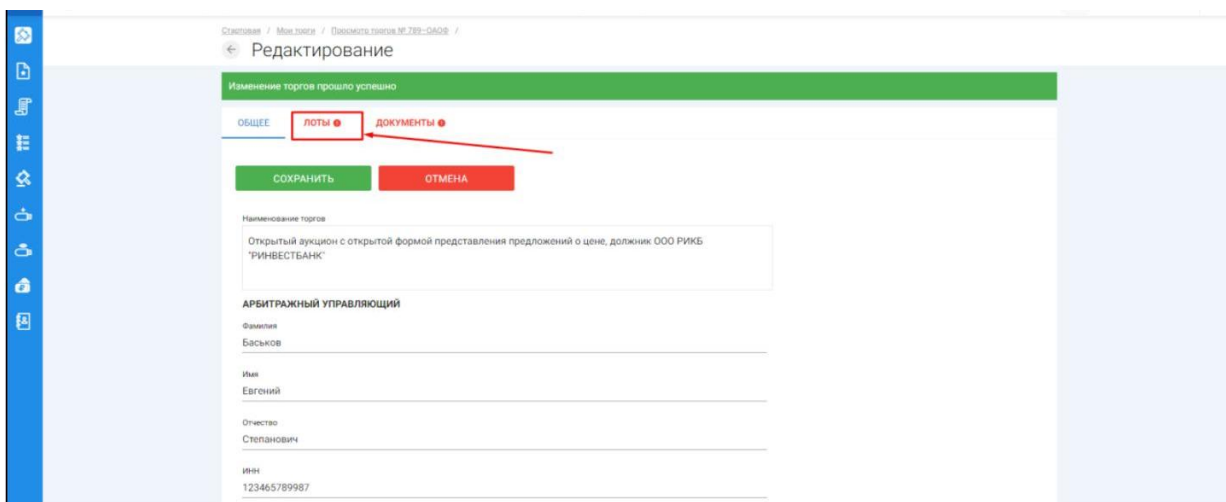 Стартовая / Мои торги / Просмотр торгов № 789-ОАОФ /
Редактирование
Изменение торгов прошло успешно
ОБЩЕЕ ЛОТЫ ДОКУМЕНТЫ
СОХРАНИТЬ ОТМЕНА
Наименование торгов
Открытый аукцион с открытой формой представления предложений о цене, должник ООО РИКБ
"РИНВЕСТБАНК"
АРБИТРАЖНЫЙ УПРАВЛЯЮЩИЙ
Фамилия
Баськов
Имя
Евгений
Отчество
Степанович
ИНН
123465789987